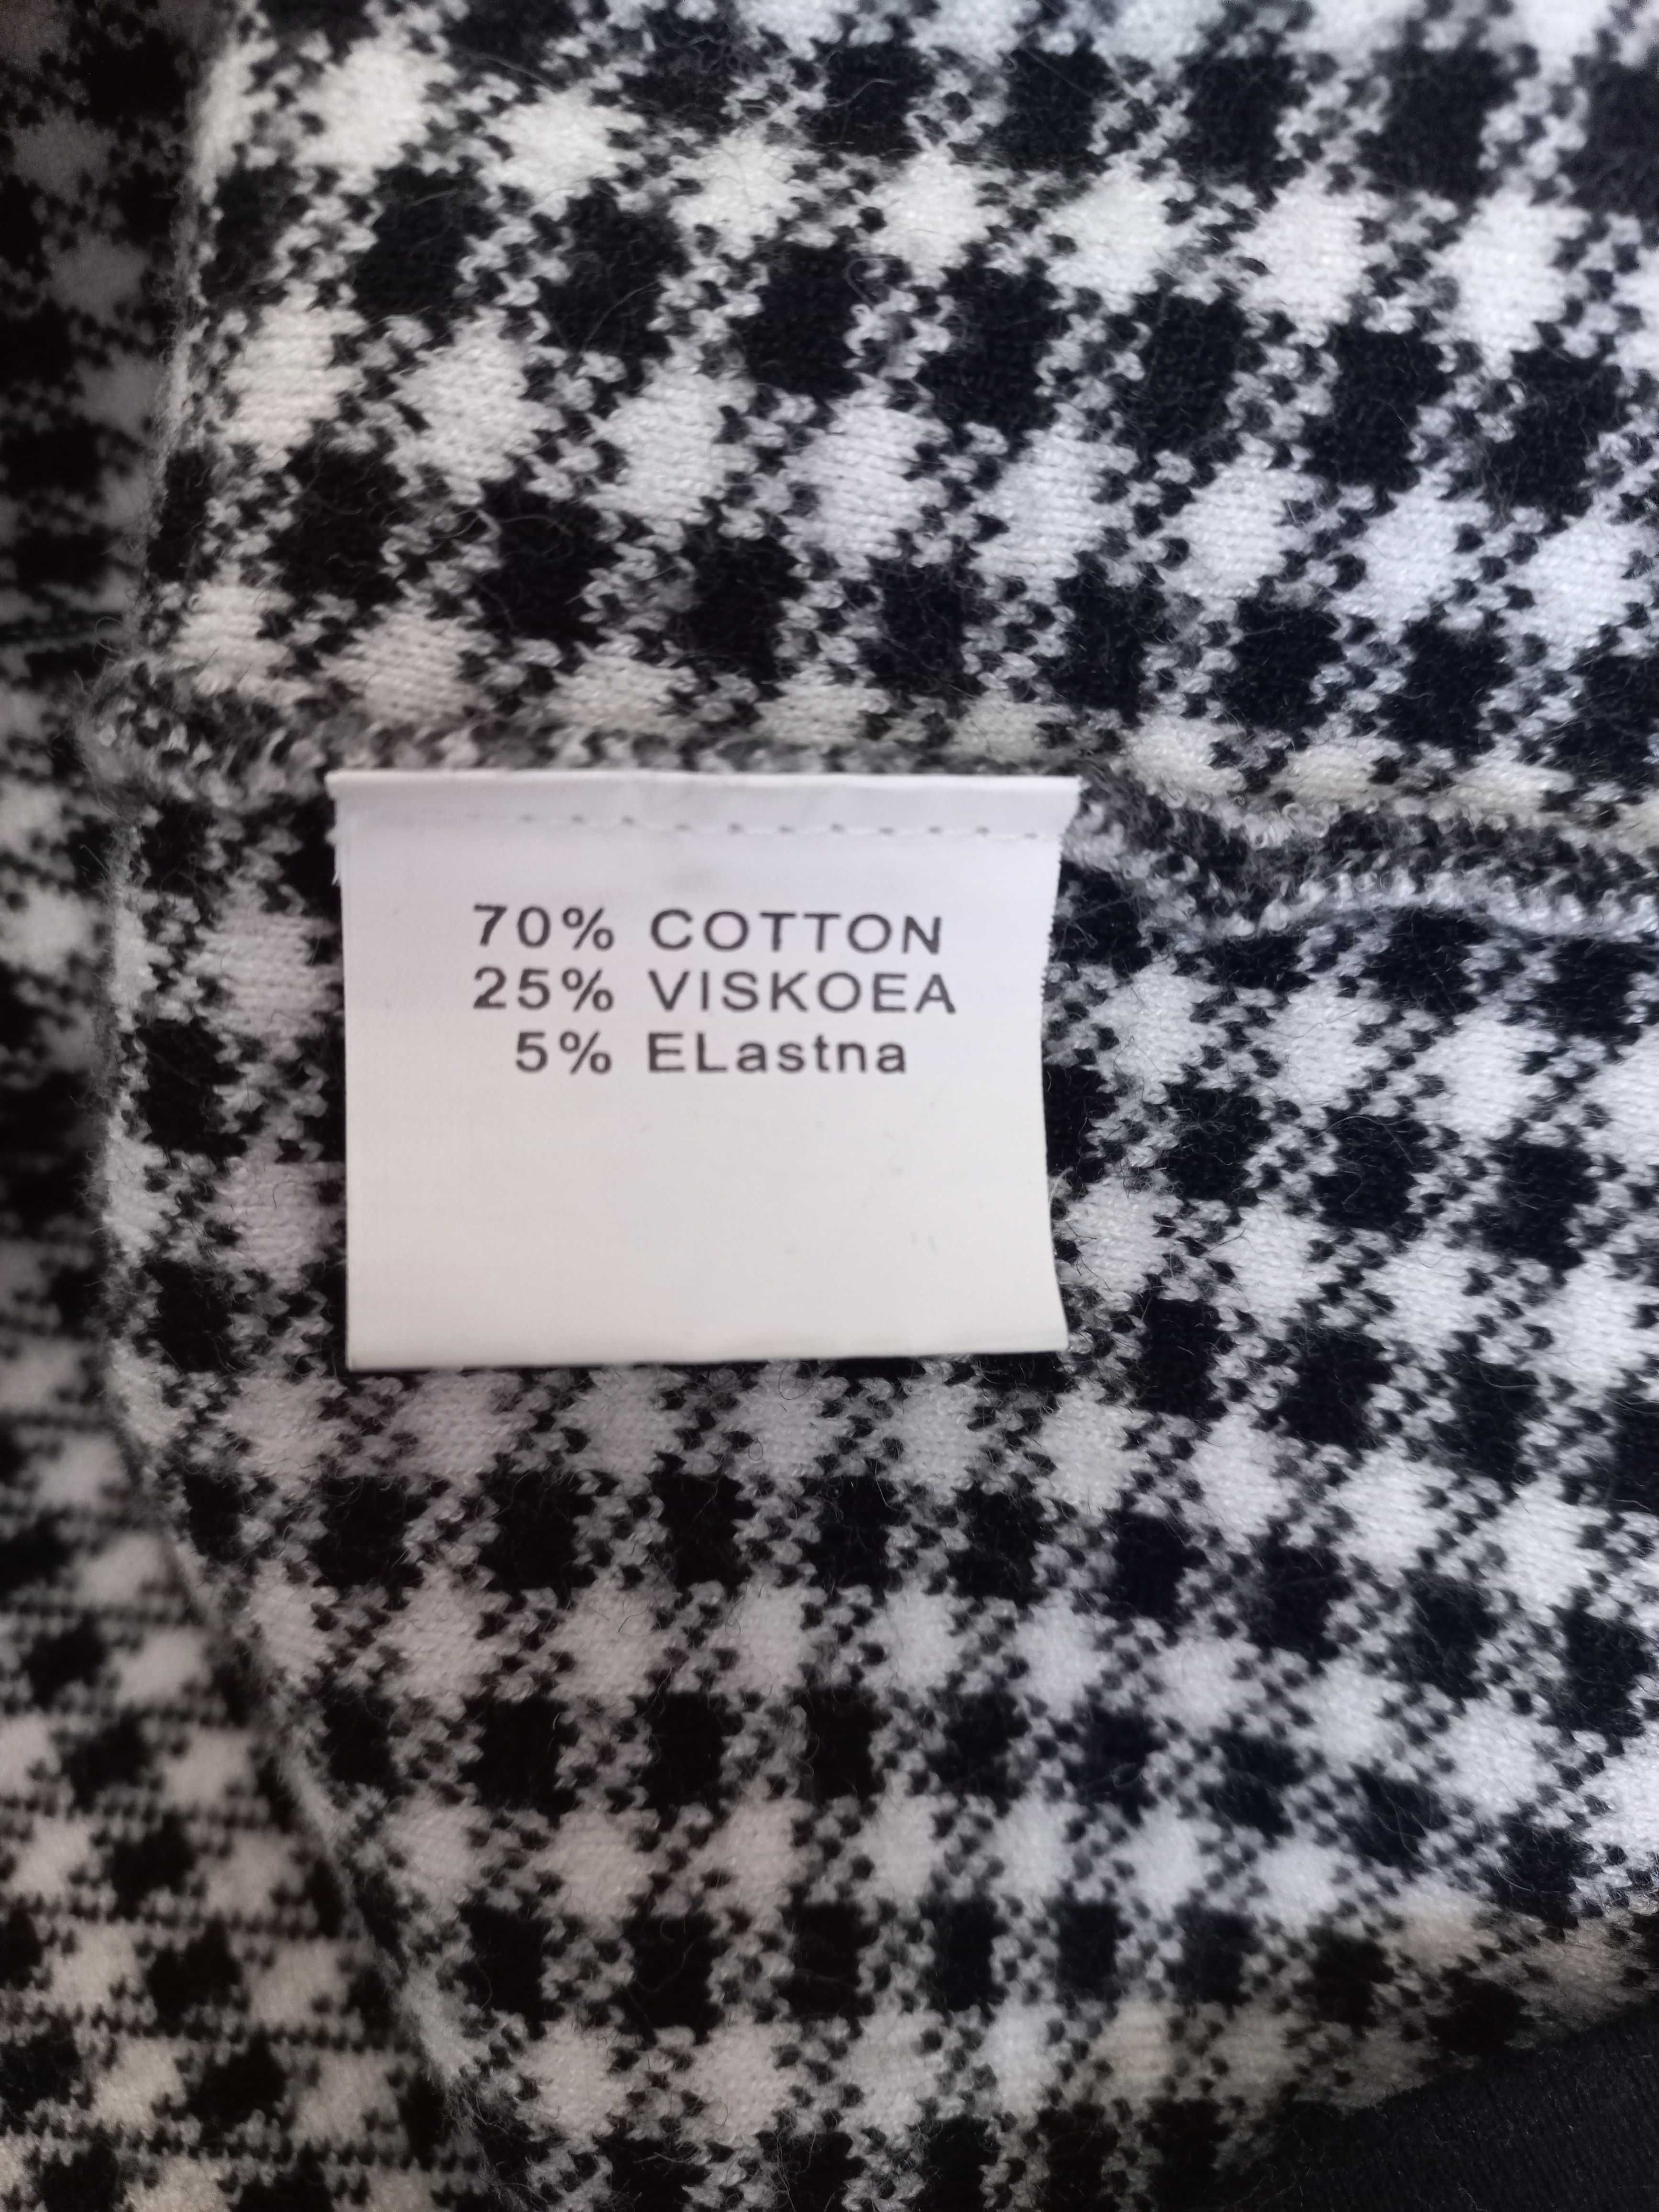 70% COTTON
25% VISKOEA
5% ELastna